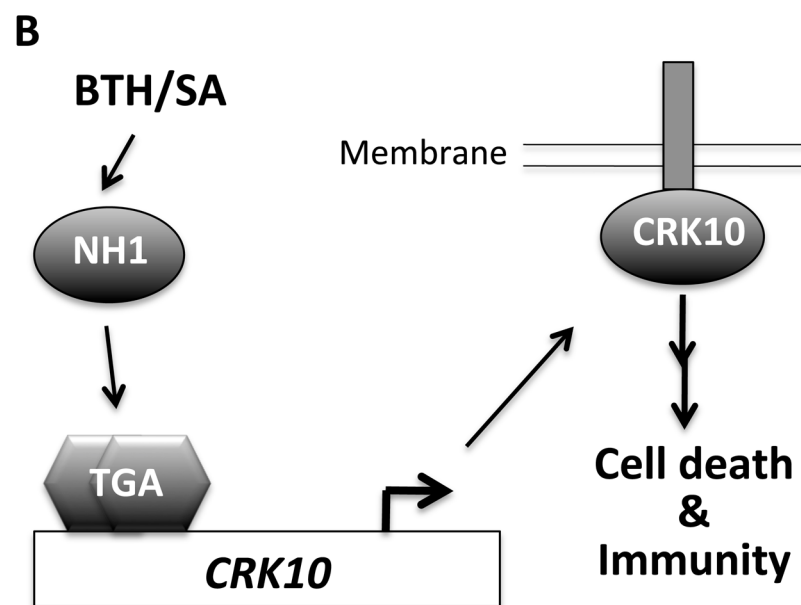 B
BTH/SA
NH1
TGA
CRK10
Membrane
CRK10
Cell death
&
Immunity